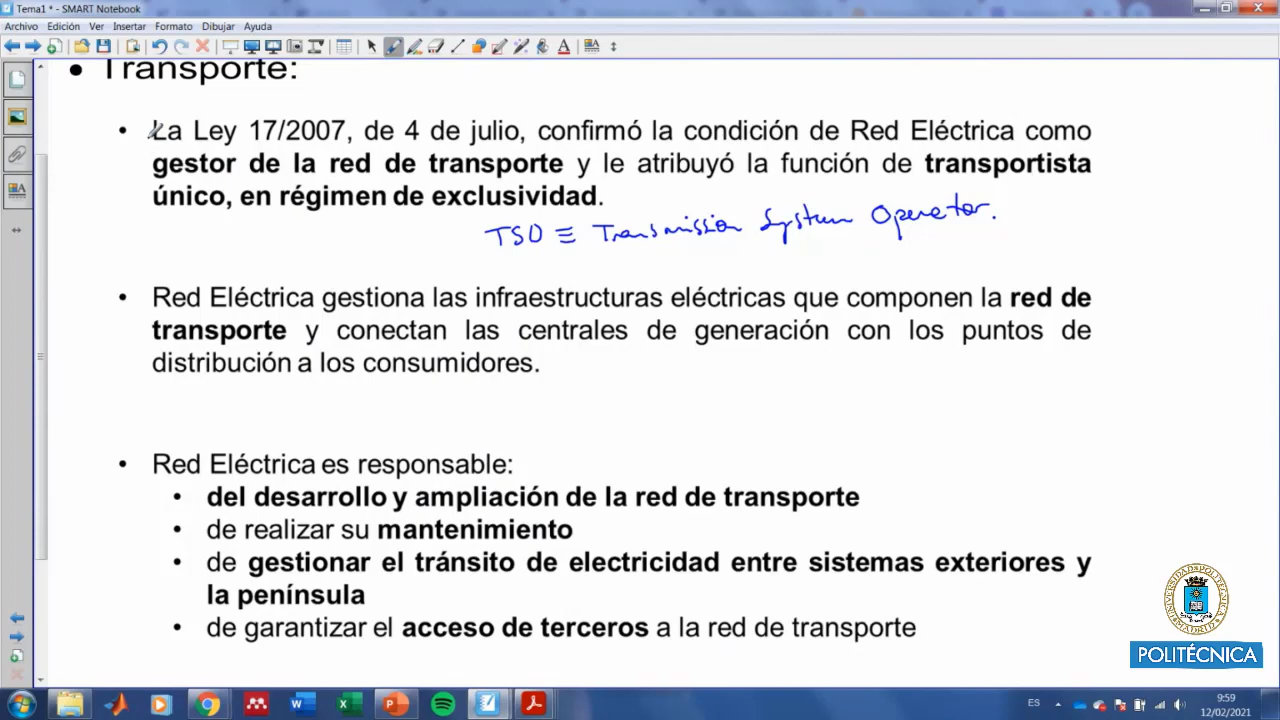 Tema1 * - SMART Notebook
Archivo Edición Ver Insertar Formato Dibujar Ayuda
• Transporte:
• La Ley 17/2007, de 4 de julio, confirmó la condición de Red Eléctrica como
gestor de la red de transporte y le atribuyó la función de transportista
único, en régimen de exclusividad.
TSO ≡ Transmission System Operator.
• Red Eléctrica gestiona las infraestructuras eléctricas que componen la red de
transporte y conectan las centrales de generación con los puntos de
distribución a los consumidores.
• Red Eléctrica es responsable:
• del desarrollo y ampliación de la red de transporte
• de realizar su mantenimiento
• de gestionar el tránsito de electricidad entre sistemas exteriores y
la península
• de garantizar el acceso de terceros a la red de transporte
POLITÉCNICA
ES
9:59
12/02/2021